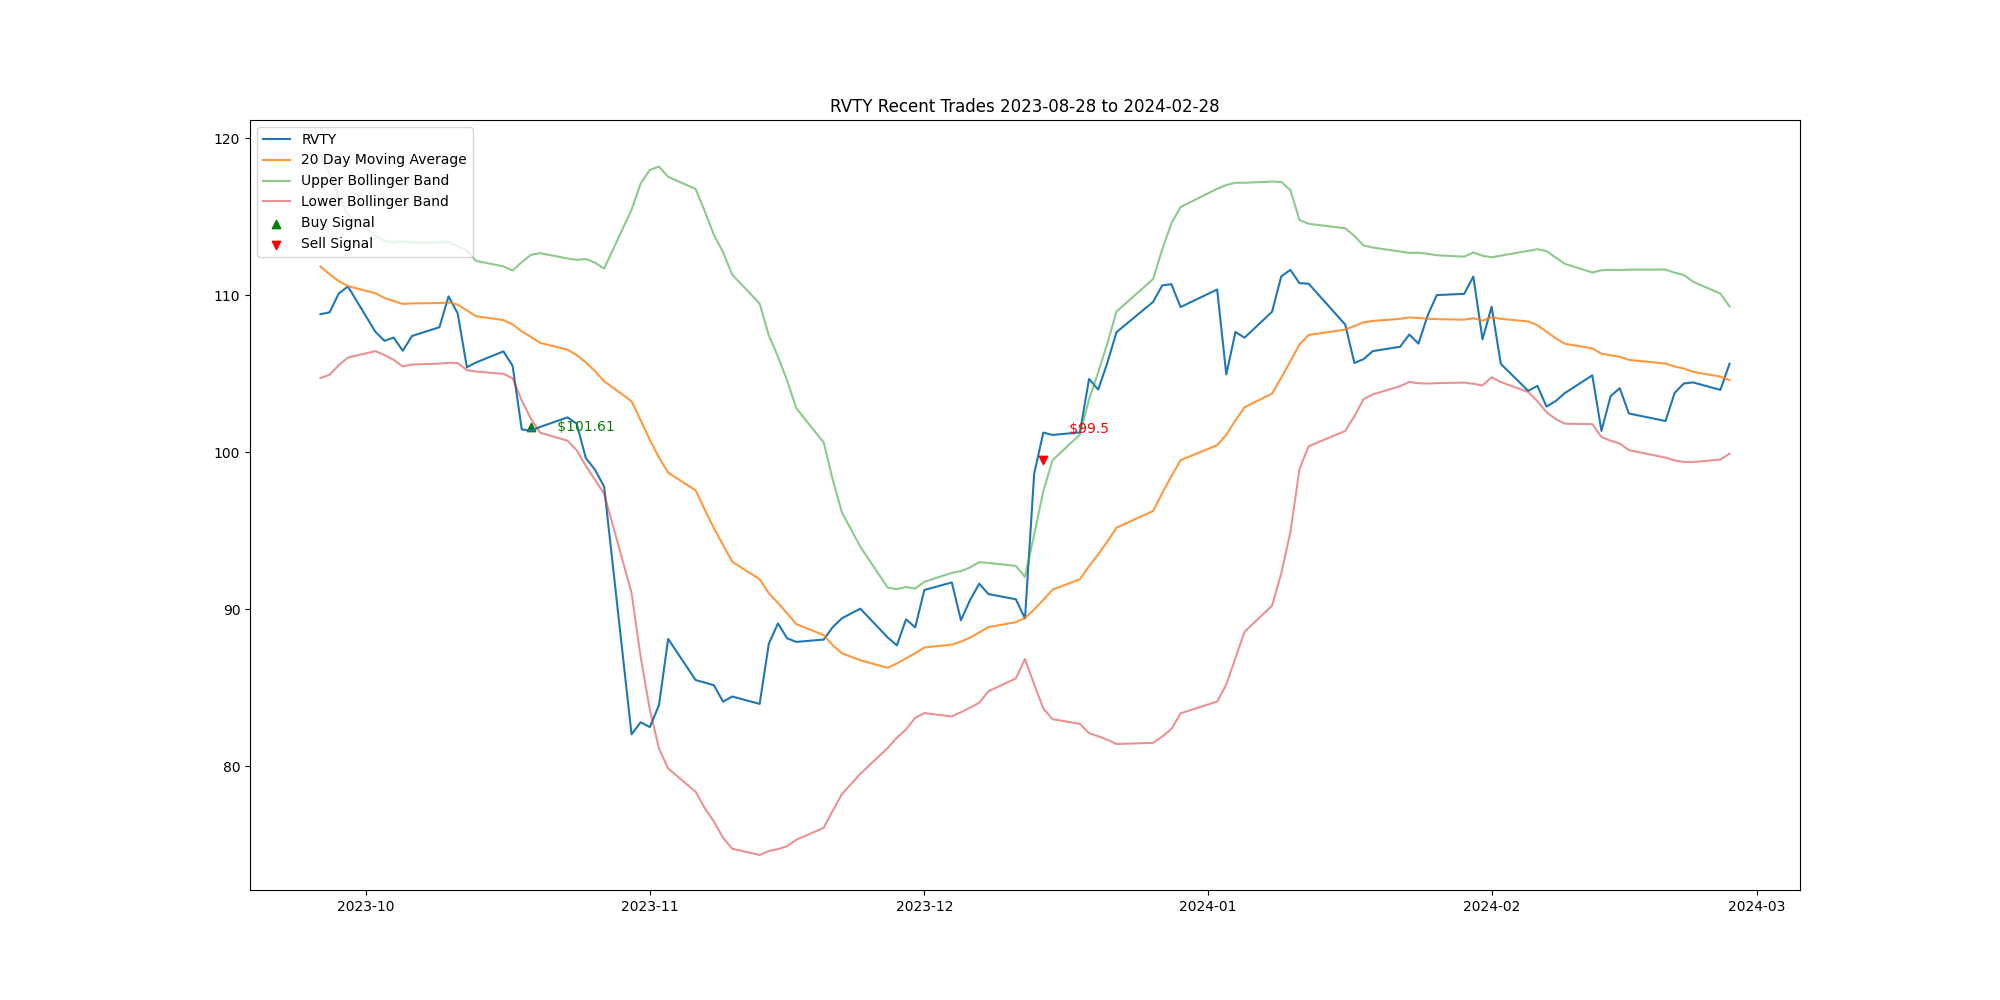 RVTY Recent Trades 2023-08-28 to 2024-02-28
120
110
100
90
80
RVTY
20 Day Moving Average
Upper Bollinger Band
Lower Bollinger Band
Buy Signal
Sell Signal
$101.61
$99.5
2023-10
2023-11
2023-12
2024-01
2024-02
2024-03